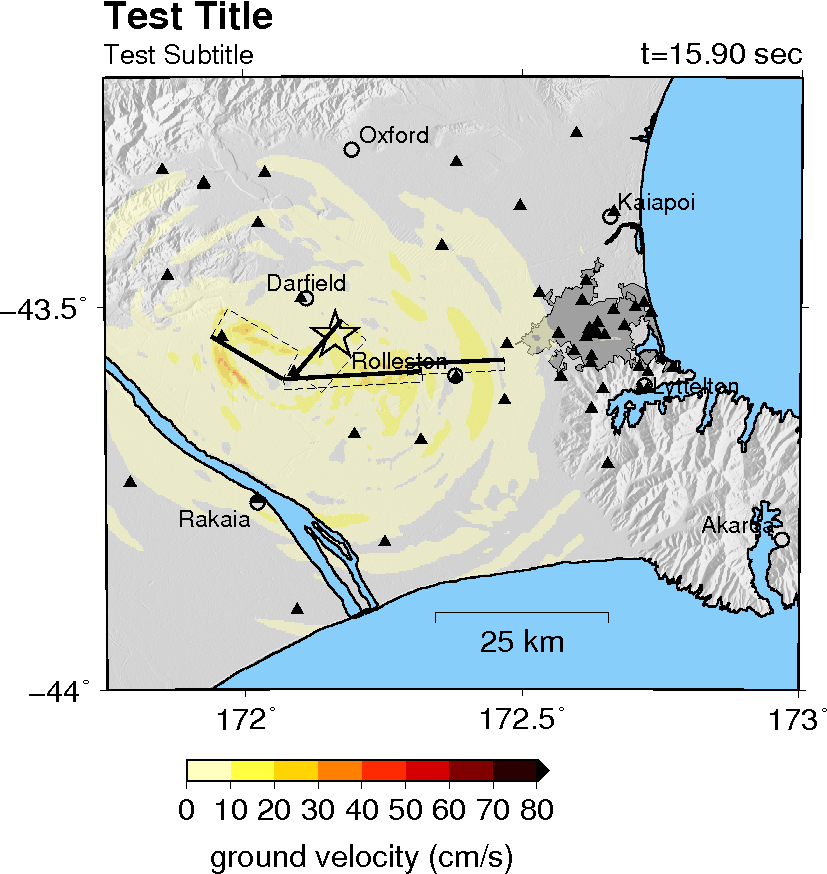 Test Title
Test Subtitle
t=15.90 sec
Oxford
Kaiapoi
Darfield
−43.5°
Rolleston
Lyttelton
Rakaia
Akaroa
25 km
−44°
172° 172.5° 173°
0 10 20 30 40 50 60 70 80
ground velocity (cm/s)